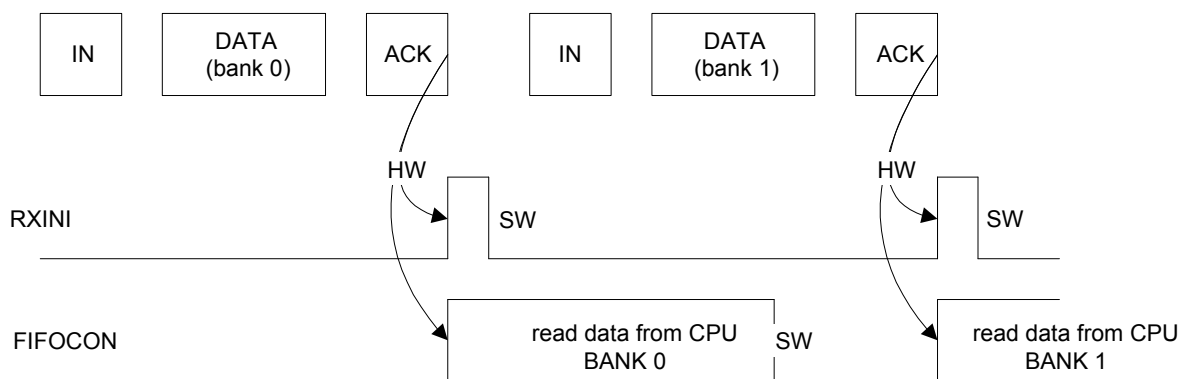 IN
DATA
(bank 0)
ACK
IN
DATA
(bank 1)
ACK
HW
HW
RXINI
SW
SW
FIFOCON
read data from CPU
BANK 0
SW
read data from CPU
BANK 1